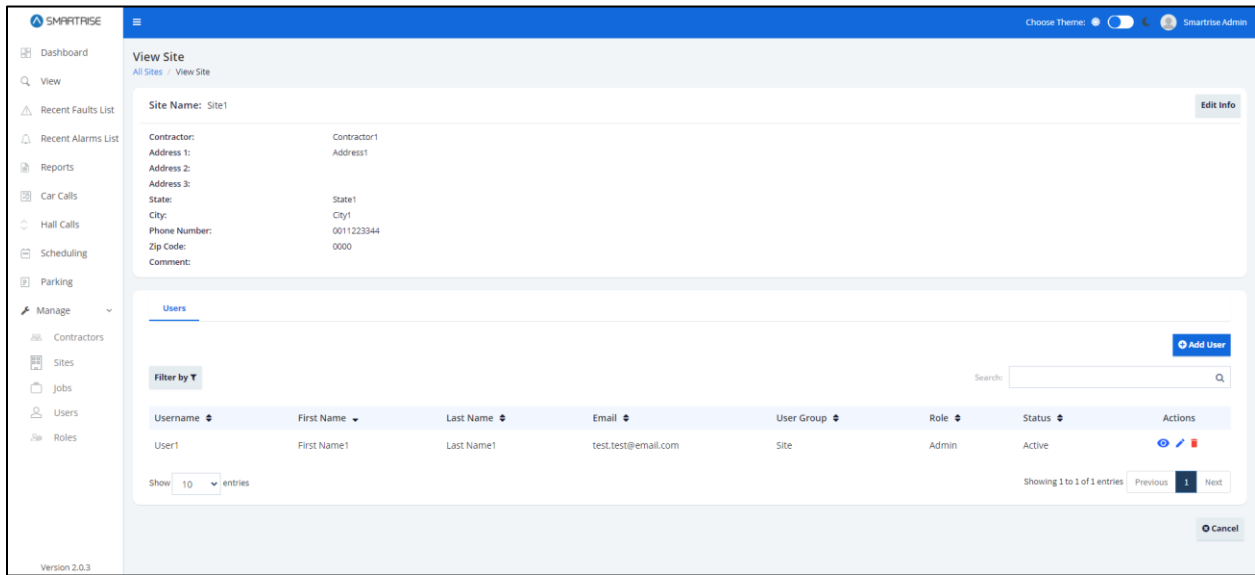 SMARTRISE
Choose Theme:
Smartrise Admin
Dashboard
View
Recent Faults List
Recent Alarms List
Reports
Car Calls
Hall Calls
Scheduling
Parking
Manage
Contractors
Sites
Jobs
Users
Roles
Version 2.0.3
View Site
All Sites / View Site
Site Name: Site1
Edit Info
Contractor: Contractor1
Address 1: Address1
Address 2:
Address 3:
State: State1
City: City1
Phone Number: 0011223344
Zip Code: 0000
Comment:
Users
Add User
Filter by
Search:
Username First Name Last Name Email User Group Role Status Actions
User1 First Name1 Last Name1 test.test@email.com Site Admin Active
Show 10 entries
Showing 1 to 1 of 1 entries Previous 1 Next
Cancel